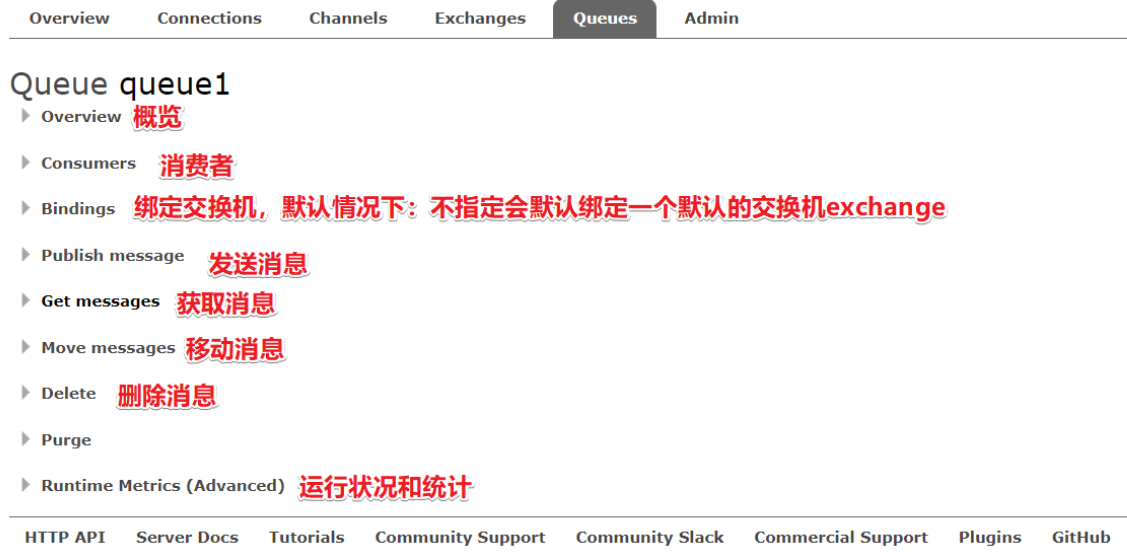 Overview Connections Channels Exchanges Queues Admin
Queue queue1
Overview 概览
Consumers 消费者
Bindings 绑定交换机，默认情况下：不指定会默认绑定一个默认的交换机exchange
Publish message 发送消息
Get messages 获取消息
Move messages 移动消息
Delete 删除消息
Purge
Runtime Metrics (Advanced) 运行状况和统计
HTTP API Server Docs Tutorials Community Support Community Slack Commercial Support Plugins GitHub